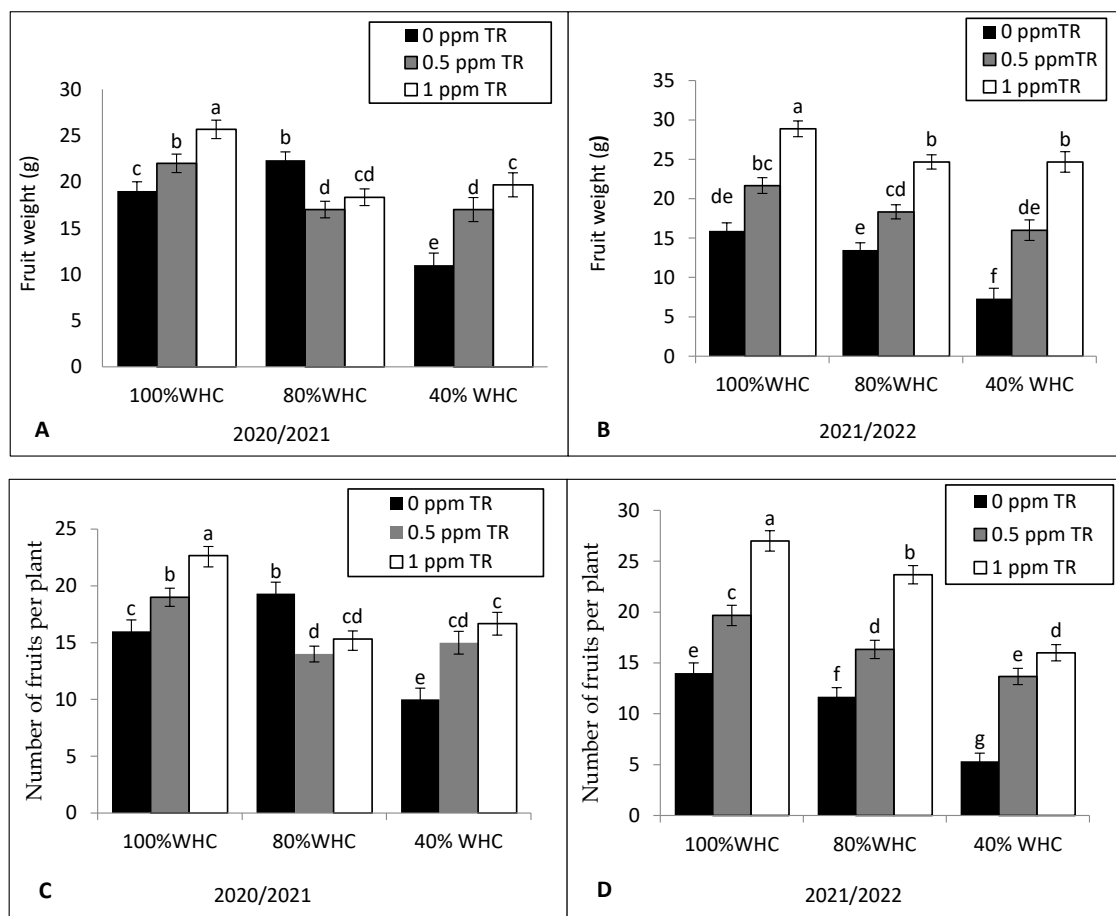 0 ppm TR
0.5 ppm TR
1 ppm TR
30
25
20
15
10
5
0
Fruit weight (g)
c b a
b d cd
e d c
100%WHC 80%WHC 40% WHC
A 2020/2021
0 ppmTR
0.5 ppmTR
1 ppmTR
35
30
25
20
15
10
5
0
Fruit weight (g)
de bc a
e cd b
f de b
100%WHC 80%WHC 40% WHC
B 2021/2022
0 ppm TR
0.5 ppm TR
1 ppm TR
25
20
15
10
5
0
Number of fruits per plant
c b a
b d cd
e cd c
100%WHC 80%WHC 40% WHC
C 2020/2021
0 ppm TR
0.5 ppm TR
1 ppm TR
30
25
20
15
10
5
0
Number of fruits per plant
e c a
f d b
g e d
100%WHC 80%WHC 40% WHC
D 2021/2022